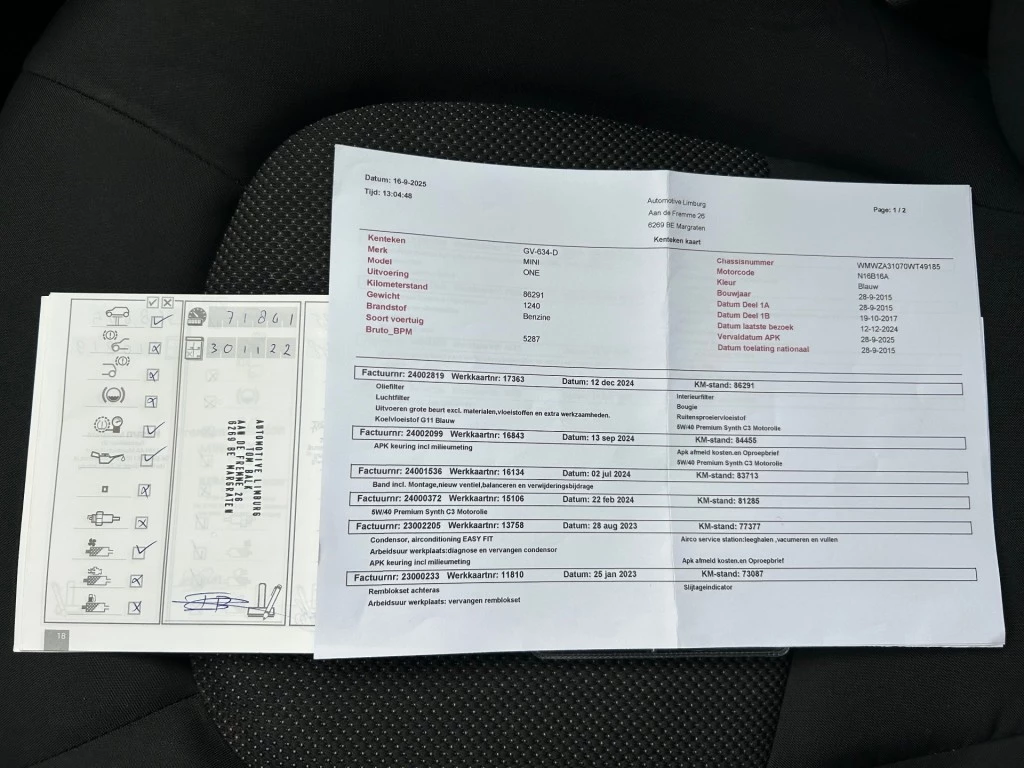 Datum: 16-9-2025
Tijd: 13:04:48
Automotive Limburg
Aan de Fremme 26
6269 BE Margraten
Page: 1 / 2
Kenteken kaart
Kenteken GV-634-D
Merk MINI
Model ONE
Uitvoering
Kilometerstand 86291
Gewicht 1240
Brandstof Benzine
Soort voertuig
Bruto_BPM 5287
Chassisnummer WMWZA31070WT49185
Motorcode N16B16A
Kleur Blauw
Bouwjaar 28-9-2015
Datum Deel 1A 28-9-2015
Datum Deel 1B 19-10-2017
Datum laatste bezoek 12-12-2024
Vervaldatum APK 28-9-2025
Datum toelating nationaal 28-9-2015
Factuurnr: 24002819 Werkkaartnr: 17363 Datum: 12 dec 2024 KM-stand: 86291
Oliefilter Interieurfilter
Luchtfilter Bougie
Uitvoeren grote beurt excl. materialen,vloeistoffen en extra werkzaamheden. Ruitensproeiervloeistof
Koelvloeistof G11 Blauw 5W/40 Premium Synth C3 Motorolie
Factuurnr: 24002099 Werkkaartnr: 16843 Datum: 13 sep 2024 KM-stand: 84455
APK keuring incl milieumeting Apk afmeld kosten.en Oproepbrief
5W/40 Premium Synth C3 Motorolie
Factuurnr: 24001536 Werkkaartnr: 16134 Datum: 02 jul 2024 KM-stand: 83713
Band incl. Montage,nieuw ventiel,balanceren en verwijderingsbijdrage
Factuurnr: 24000372 Werkkaartnr: 15106 Datum: 22 feb 2024 KM-stand: 81285
5W/40 Premium Synth C3 Motorolie
Factuurnr: 23002205 Werkkaartnr: 13758 Datum: 28 aug 2023 KM-stand: 77377
Condensor, airconditioning EASY FIT Airco service station:leeghalen ,vacumeren en vullen
Arbeidsuur werkplaats:diagnose en vervangen condensor
APK keuring incl milieumeting Apk afmeld kosten.en Oproepbrief
Factuurnr: 23000233 Werkkaartnr: 11810 Datum: 25 jan 2023 KM-stand: 73087
Remblokset achteras Slijtageindicator
Arbeidsuur werkplaats: vervangen remblokset
71801
301122
AUTOMOTIVE LIMBURG
TON BALK
AAN DE FREMME 26
6269 BE MARGRATEN
18